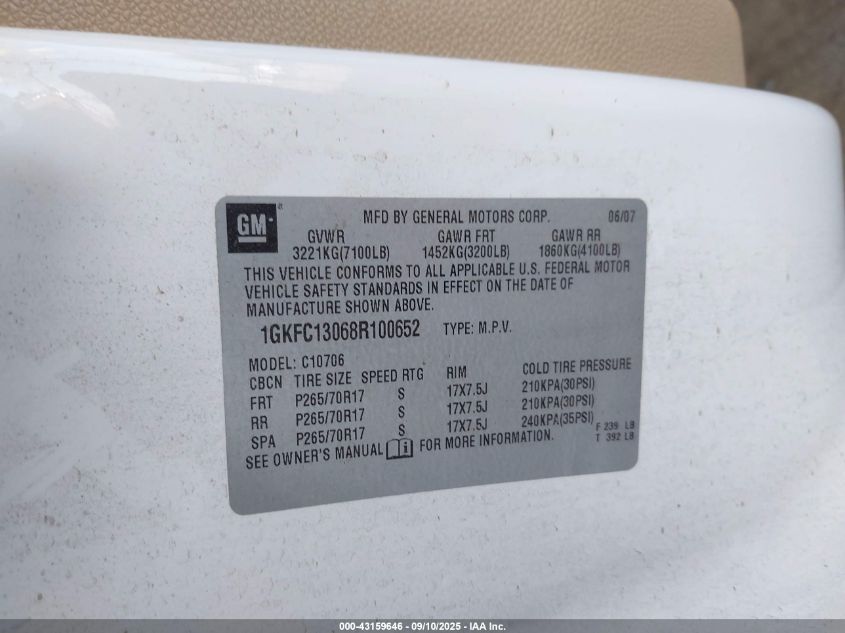 GM
MFD BY GENERAL MOTORS CORP. 06/07
GVWR GAWR FRT GAWR RR
3221KG(7100LB) 1452KG(3200LB) 1860KG(4100LB)
THIS VEHICLE CONFORMS TO ALL APPLICABLE U.S. FEDERAL MOTOR
VEHICLE SAFETY STANDARDS IN EFFECT ON THE DATE OF
MANUFACTURE SHOWN ABOVE.
1GKFC13068R100652 TYPE: M.P.V.
MODEL: C10706
CBCN TIRE SIZE SPEED RTG RIM COLD TIRE PRESSURE
FRT P265/70R17 S 17X7.5J 210KPA(30PSI)
RR P265/70R17 S 17X7.5J 210KPA(30PSI)
SPA P265/70R17 S 17X7.5J 240KPA(35PSI) F 239 LB
SEE OWNER'S MANUAL i FOR MORE INFORMATION. T 392 LB
000-43159646 - 09/10/2025 - IAA Inc.